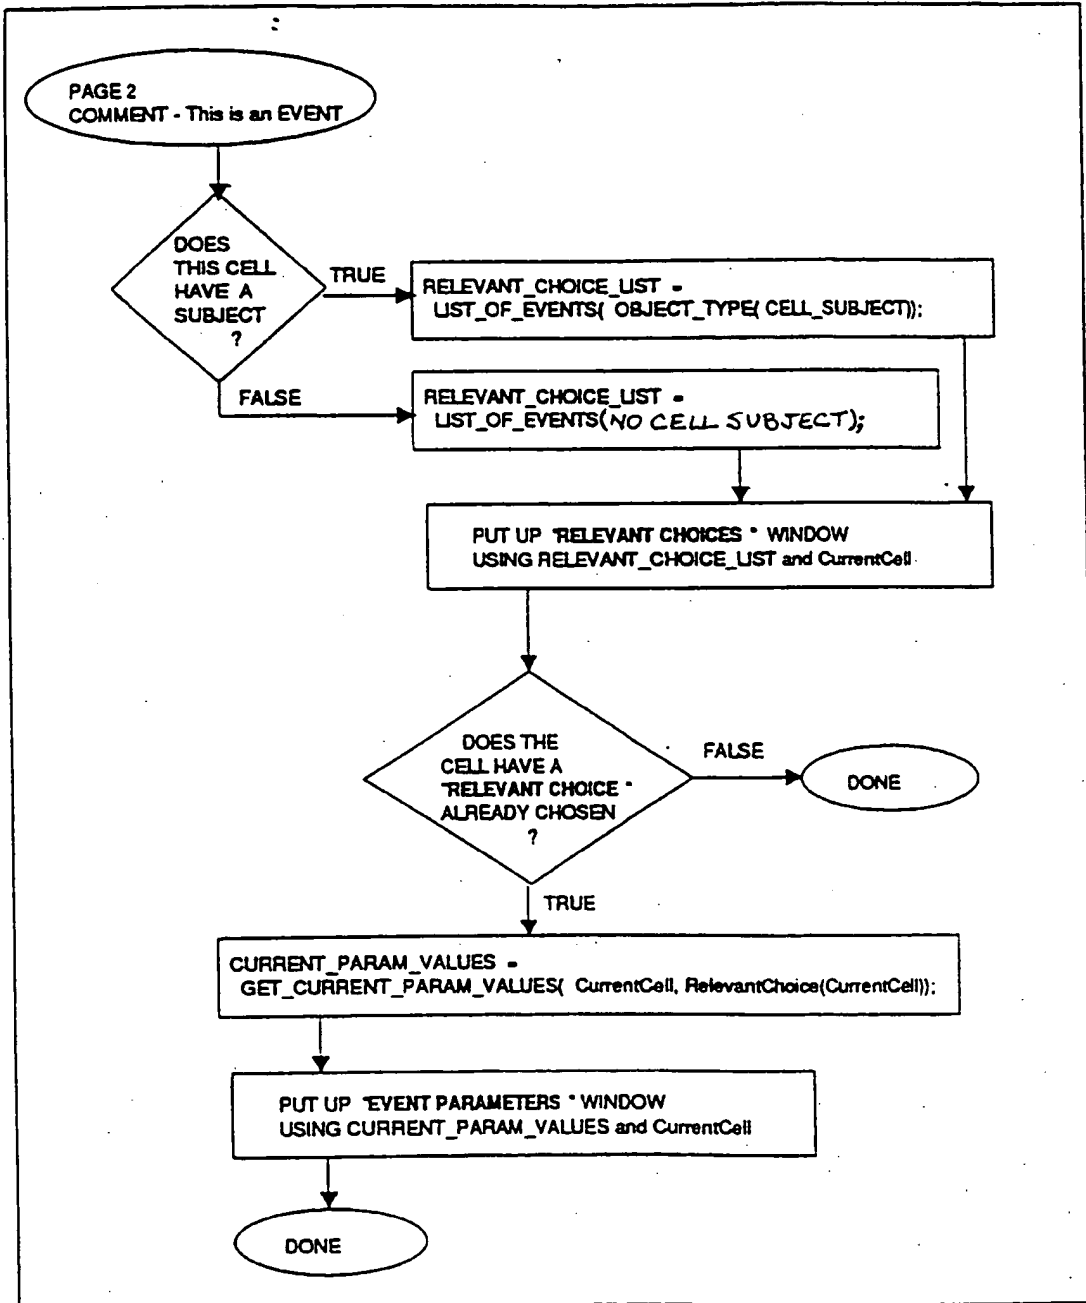 PAGE 2
COMMENT - This is an EVENT
DOES
THIS CELL
HAVE A
SUBJECT
?
TRUE
RELEVANT_CHOICE_LIST =
LIST_OF_EVENTS( OBJECT_TYPE( CELL_SUBJECT));
FALSE
RELEVANT_CHOICE_LIST =
LIST_OF_EVENTS(NO CELL SUBJECT);
PUT UP "RELEVANT CHOICES " WINDOW
USING RELEVANT_CHOICE_LIST and CurrentCell
DOES THE
CELL HAVE A
"RELEVANT CHOICE "
ALREADY CHOSEN
?
FALSE
DONE
TRUE
CURRENT_PARAM_VALUES =
GET_CURRENT_PARAM_VALUES( CurrentCell, RelevantChoice(CurrentCell));
PUT UP "EVENT PARAMETERS " WINDOW
USING CURRENT_PARAM_VALUES and CurrentCell
DONE